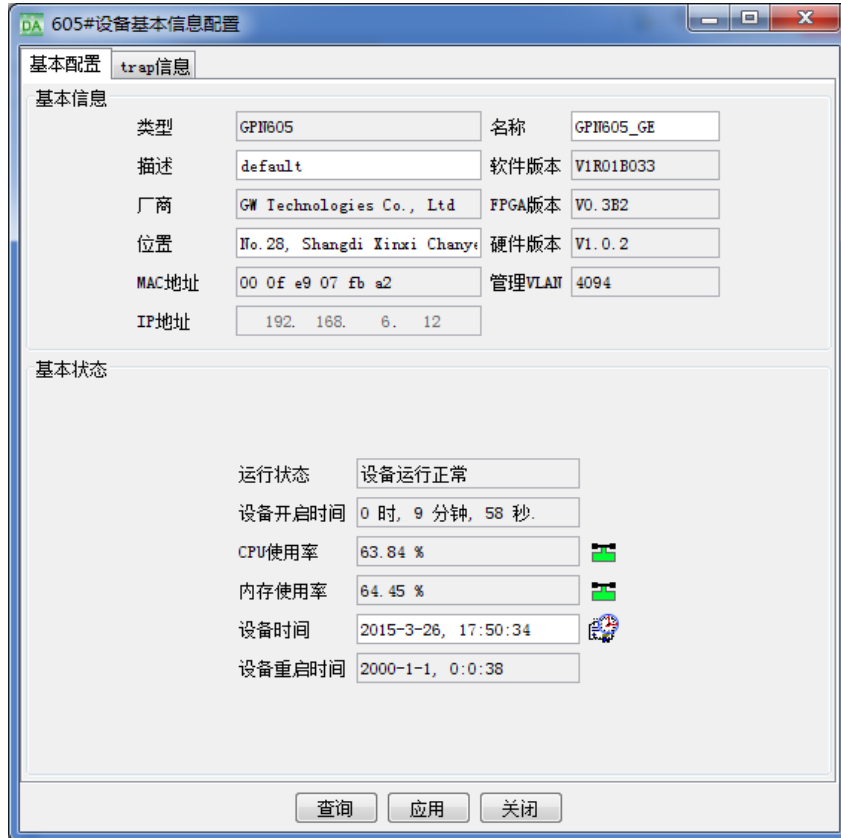 DA 605#设备基本信息配置
基本配置 trap信息
基本信息
类型 GPN605 名称 GPN605_GE
描述 default 软件版本 V1R01B033
厂商 GW Technologies Co., Ltd FPGA版本 V0.3B2
位置 No.28, Shangdi Xinxi Chanye 硬件版本 V1.0.2
MAC地址 00 0f e9 07 fb a2 管理VLAN 4094
IP地址 192. 168. 6. 12
基本状态
运行状态 设备运行正常
设备开启时间 0 时, 9 分钟, 58 秒.
CPU使用率 63.84 %
内存使用率 64.45 %
设备时间 2015-3-26, 17:50:34
设备重启时间 2000-1-1, 0:0:38
查询 应用 关闭